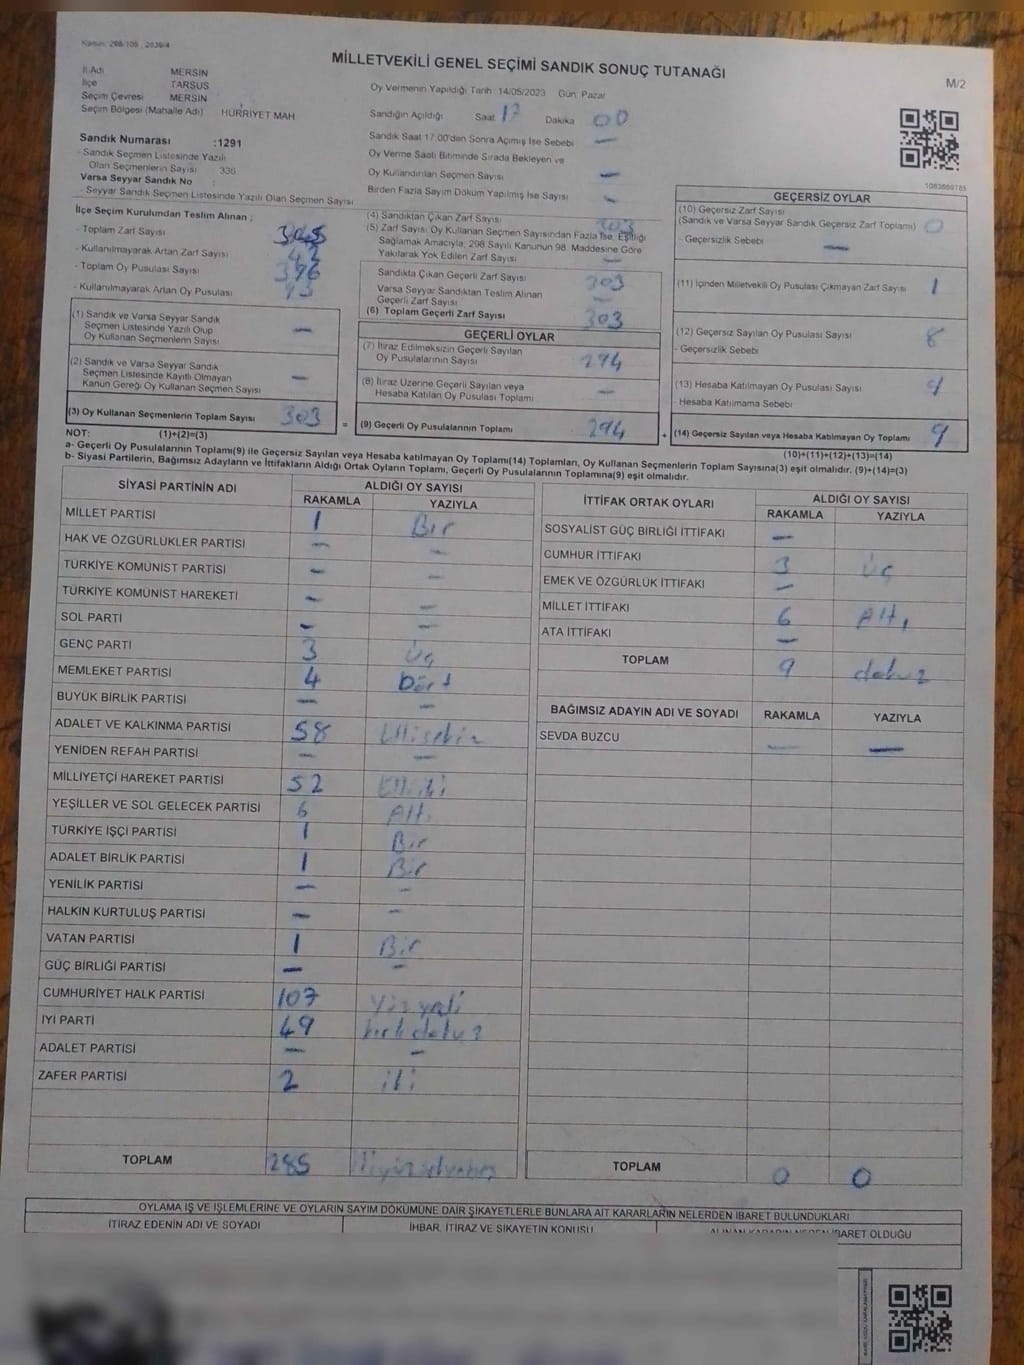 Kanun: 298/105 , 2839/4
MİLLETVEKİLİ GENEL SEÇİMİ SANDIK SONUÇ TUTANAĞI
M/2
İl Adı MERSİN
İlçe TARSUS
Seçim Çevresi MERSİN
Seçim Bölgesi (Mahalle Adı) HÜRRİYET MAH
Sandık Numarası :1291
- Sandık Seçmen Listesinde Yazılı
Olan Seçmenlerin Sayısı : 336
Varsa Seyyar Sandık No :
- Seyyar Sandık Seçmen Listesinde Yazılı Olan Seçmen Sayısı
Oy Vermenin Yapıldığı Tarih 14/05/2023 Gün: Pazar
Sandığın Açıldığı Saat 17 Dakika 00
Sandık Saat 17:00'den Sonra Açılmış İse Sebebi —
Oy Verme Saati Bitiminde Sırada Bekleyen ve
Oy Kullandırılan Seçmen Sayısı —
Birden Fazla Sayım Döküm Yapılmış İse Sayısı —
1083669765
İlçe Seçim Kurulundan Teslim Alınan ;
- Toplam Zarf Sayısı 345
- Kullanılmayarak Artan Zarf Sayısı 42
- Toplam Oy Pusulası Sayısı 396
- Kullanılmayarak Artan Oy Pusulası 93
(1) Sandık ve Varsa Seyyar Sandık
Seçmen Listesinde Yazılı Olup
Oy Kullanan Seçmenlerin Sayısı —
(2) Sandık ve Varsa Seyyar Sandık
Seçmen Listesinde Kayıtlı Olmayan
Kanun Gereği Oy Kullanan Seçmen Sayısı —
(3) Oy Kullanan Seçmenlerin Toplam Sayısı 303
(4) Sandıktan Çıkan Zarf Sayısı 303
(5) Zarf Sayısı Oy Kullanan Seçmen Sayısından Fazla İse, Eşitliği
Sağlamak Amacıyla, 298 Sayılı Kanunun 98. Maddesine Göre
Yakılarak Yok Edilen Zarf Sayısı —
Sandıkta Çıkan Geçerli Zarf Sayısı 303
Varsa Seyyar Sandıktan Teslim Alınan
Geçerli Zarf Sayısı —
(6) Toplam Geçerli Zarf Sayısı 303
GEÇERLİ OYLAR
(7) İtiraz Edilmeksizin Geçerli Sayılan
Oy Pusulalarının Sayısı 294
(8) İtiraz Üzerine Geçerli Sayılan veya
Hesaba Katılan Oy Pusulası Toplamı —
= (9) Geçerli Oy Pusulalarının Toplamı 294
GEÇERSİZ OYLAR
(10) Geçersiz Zarf Sayısı
(Sandık ve Varsa Seyyar Sandık Geçersiz Zarf Toplamı) 0
- Geçersizlik Sebebi —
(11) İçinden Milletvekili Oy Pusulası Çıkmayan Zarf Sayısı 1
(12) Geçersiz Sayılan Oy Pusulası Sayısı 8
- Geçersizlik Sebebi
(13) Hesaba Katılmayan Oy Pusulası Sayısı
- Hesaba Katılmama Sebebi
+ (14) Geçersiz Sayılan veya Hesaba Katılmayan Oy Toplamı 9
NOT: (1)+(2)=(3) (10)+(11)+(12)+(13)=(14)
a- Geçerli Oy Pusulalarının Toplamı(9) ile Geçersiz Sayılan veya Hesaba Katılmayan Oy Toplamı(14) Toplamları, Oy Kullanan Seçmenlerin Toplam Sayısına(3) eşit olmalıdır. (9)+(14)=(3)
b- Siyasi Partilerin, Bağımsız Adayların ve İttifakların Aldığı Ortak Oyların Toplamı, Geçerli Oy Pusulalarının Toplamına(9) eşit olmalıdır.
SİYASİ PARTİNİN ADI ALDIĞI OY SAYISI
RAKAMLA YAZIYLA
MİLLET PARTİSİ 1 Bir
HAK VE ÖZGÜRLÜKLER PARTİSİ — —
TÜRKİYE KOMÜNİST PARTİSİ — —
TÜRKİYE KOMÜNİST HAREKETİ — —
SOL PARTİ — —
GENÇ PARTİ 3 Üç
MEMLEKET PARTİSİ 4 Dört
BÜYÜK BİRLİK PARTİSİ — —
ADALET VE KALKINMA PARTİSİ 58 Ellisekiz
YENİDEN REFAH PARTİSİ — —
MİLLİYETÇİ HAREKET PARTİSİ 52 Elliiki
YEŞİLLER VE SOL GELECEK PARTİSİ 6 Altı
TÜRKİYE İŞÇİ PARTİSİ 1 Bir
ADALET BİRLİK PARTİSİ 1 Bir
YENİLİK PARTİSİ — —
HALKIN KURTULUŞ PARTİSİ — —
VATAN PARTİSİ 1 Bir
GÜÇ BİRLİĞİ PARTİSİ — —
CUMHURİYET HALK PARTİSİ 107 Yüzyedi
İYİ PARTİ 49 kırkdokuz
ADALET PARTİSİ — —
ZAFER PARTİSİ 2 iki
TOPLAM 285 İkiyüzseksenbeş
İTTİFAK ORTAK OYLARI ALDIĞI OY SAYISI
RAKAMLA YAZIYLA
SOSYALİST GÜÇ BİRLİĞİ İTTİFAKI —
CUMHUR İTTİFAKI 3 Üç
EMEK VE ÖZGÜRLÜK İTTİFAKI —
MİLLET İTTİFAKI 6 Altı
ATA İTTİFAKI —
TOPLAM 9 dokuz
BAĞIMSIZ ADAYIN ADI VE SOYADI RAKAMLA YAZIYLA
SEVDA BUZCU — —
TOPLAM 0 0
OYLAMA İŞ VE İŞLEMLERİNE VE OYLARIN SAYIM DÖKÜMÜNE DAİR ŞİKAYETLERLE BUNLARA AİT KARARLARIN NELERDEN İBARET BULUNDUKLARI
İTİRAZ EDENİN ADI VE SOYADI İHBAR, İTİRAZ VE ŞİKAYETİN KONUSU ALINAN KARARIN NEDEN İBARET OLDUĞU